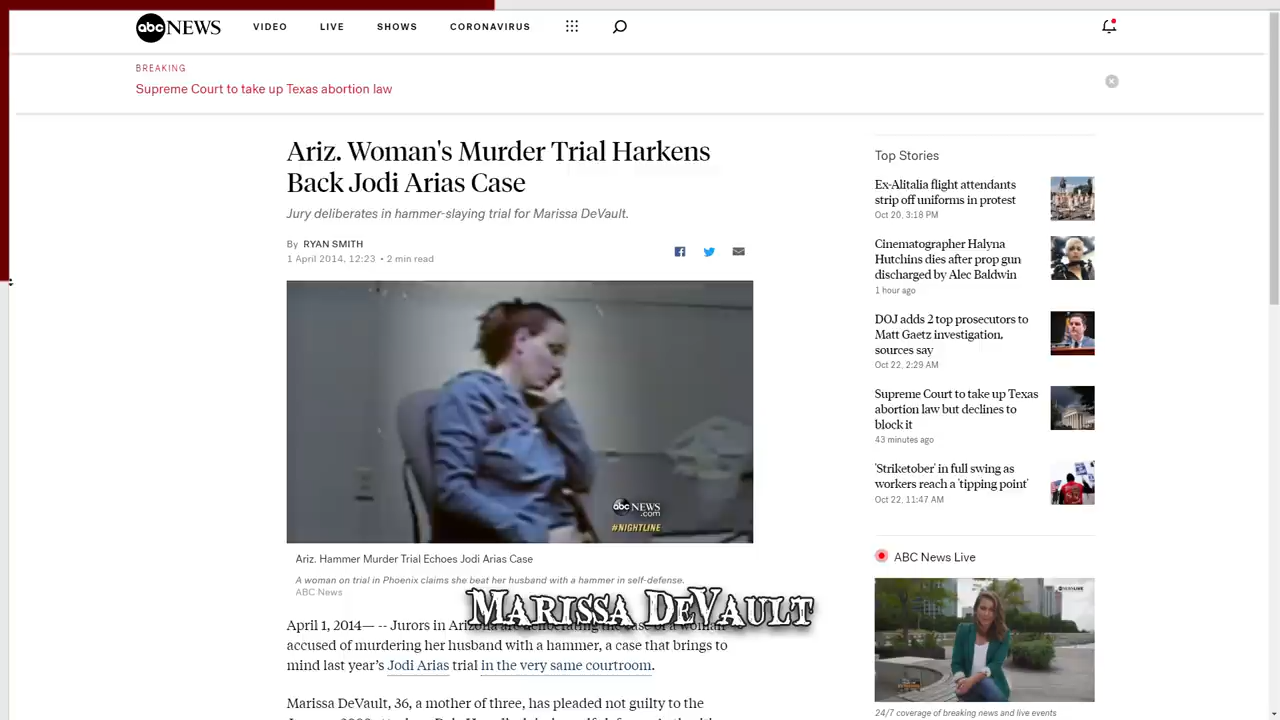 abc NEWS
VIDEO
LIVE
SHOWS
CORONAVIRUS
BREAKING
Supreme Court to take up Texas abortion law
Ariz. Woman's Murder Trial Harkens
Back Jodi Arias Case
Jury deliberates in hammer-slaying trial for Marissa DeVault.
By RYAN SMITH
1 April 2014, 12:23 • 2 min read
abc NEWS
.com
#NIGHTLINE
Ariz. Hammer Murder Trial Echoes Jodi Arias Case
A woman on trial in Phoenix claims she beat her husband with a hammer in self-defense.
ABC News
MARISSA DEVAULT
April 1, 2014— -- Jurors in Arizona are deliberating the case of a woman
accused of murdering her husband with a hammer, a case that brings to
mind last year's Jodi Arias trial in the very same courtroom.
Marissa DeVault, 36, a mother of three, has pleaded not guilty to the
Top Stories
Ex-Alitalia flight attendants
strip off uniforms in protest
Oct 20, 3:18 PM
Cinematographer Halyna
Hutchins dies after prop gun
discharged by Alec Baldwin
1 hour ago
DOJ adds 2 top prosecutors to
Matt Gaetz investigation,
sources say
Oct 22, 2:29 AM
Supreme Court to take up Texas
abortion law but declines to
block it
43 minutes ago
'Striketober' in full swing as
workers reach a 'tipping point'
Oct 22, 11:47 AM
ABC News Live
24/7 coverage of breaking news and live events